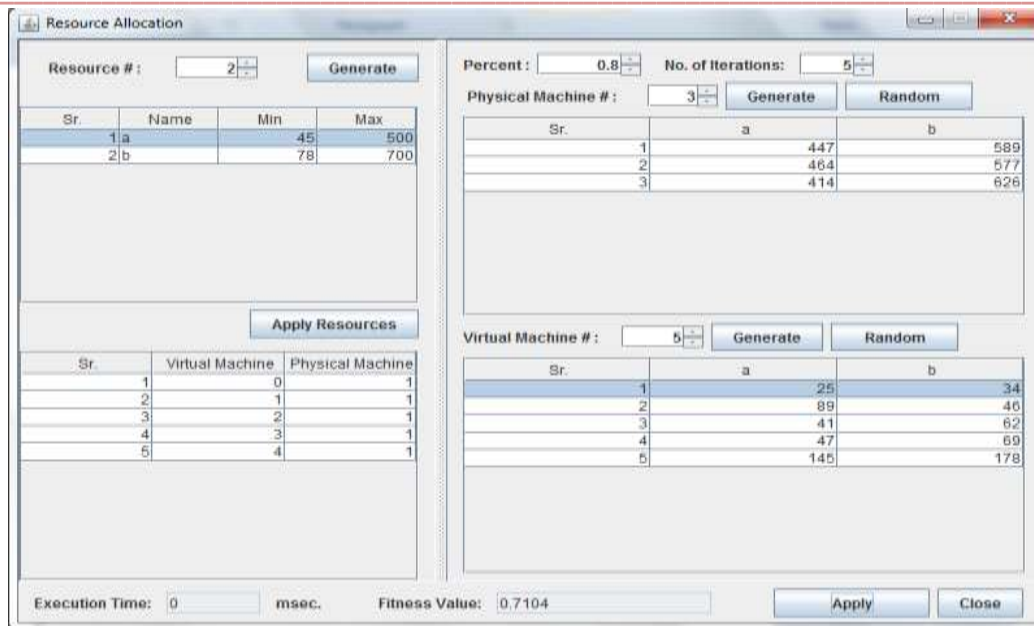 Resource Allocation
Resource # : 2 Generate
Sr. Name Min Max
1 a 45 500
2 b 78 700
Apply Resources
Sr. Virtual Machine Physical Machine
1 0 1
2 1 1
3 2 1
4 3 1
5 4 1
Percent : 0.8 No. of Iterations: 5
Physical Machine # : 3 Generate Random
Sr. a b
1 447 589
2 464 577
3 414 626
Virtual Machine # : 5 Generate Random
Sr. a b
1 25 34
2 89 46
3 41 62
4 47 69
5 145 178
Execution Time: 0 msec. Fitness Value: 0.7104 Apply Close